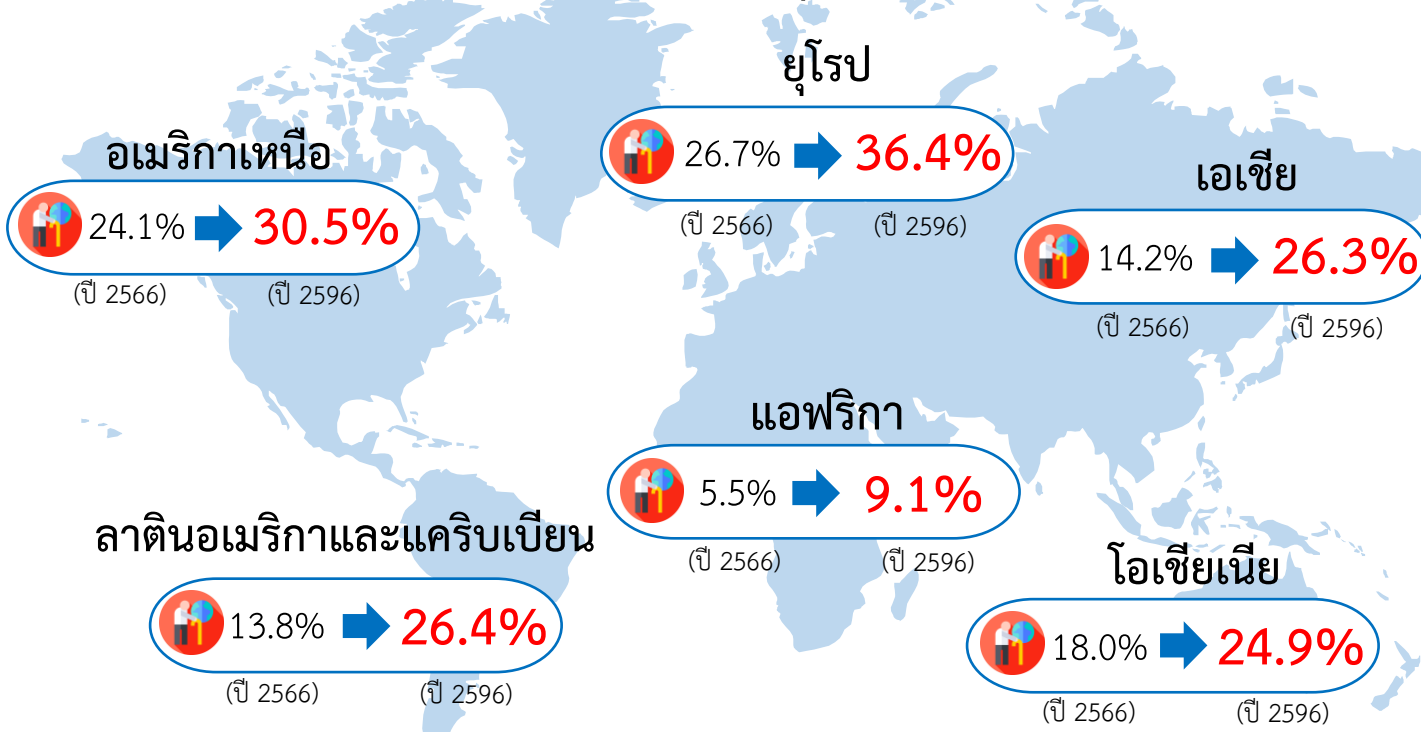 ยุโรป
26.7% 36.4%
(ปี 2566) (ปี 2596)
อเมริกาเหนือ
24.1% 30.5%
(ปี 2566) (ปี 2596)
เอเชีย
14.2% 26.3%
(ปี 2566) (ปี 2596)
แอฟริกา
5.5% 9.1%
(ปี 2566) (ปี 2596)
ลาตินอเมริกาและแคริบเบียน
13.8% 26.4%
(ปี 2566) (ปี 2596)
โอเชียเนีย
18.0% 24.9%
(ปี 2566) (ปี 2596)